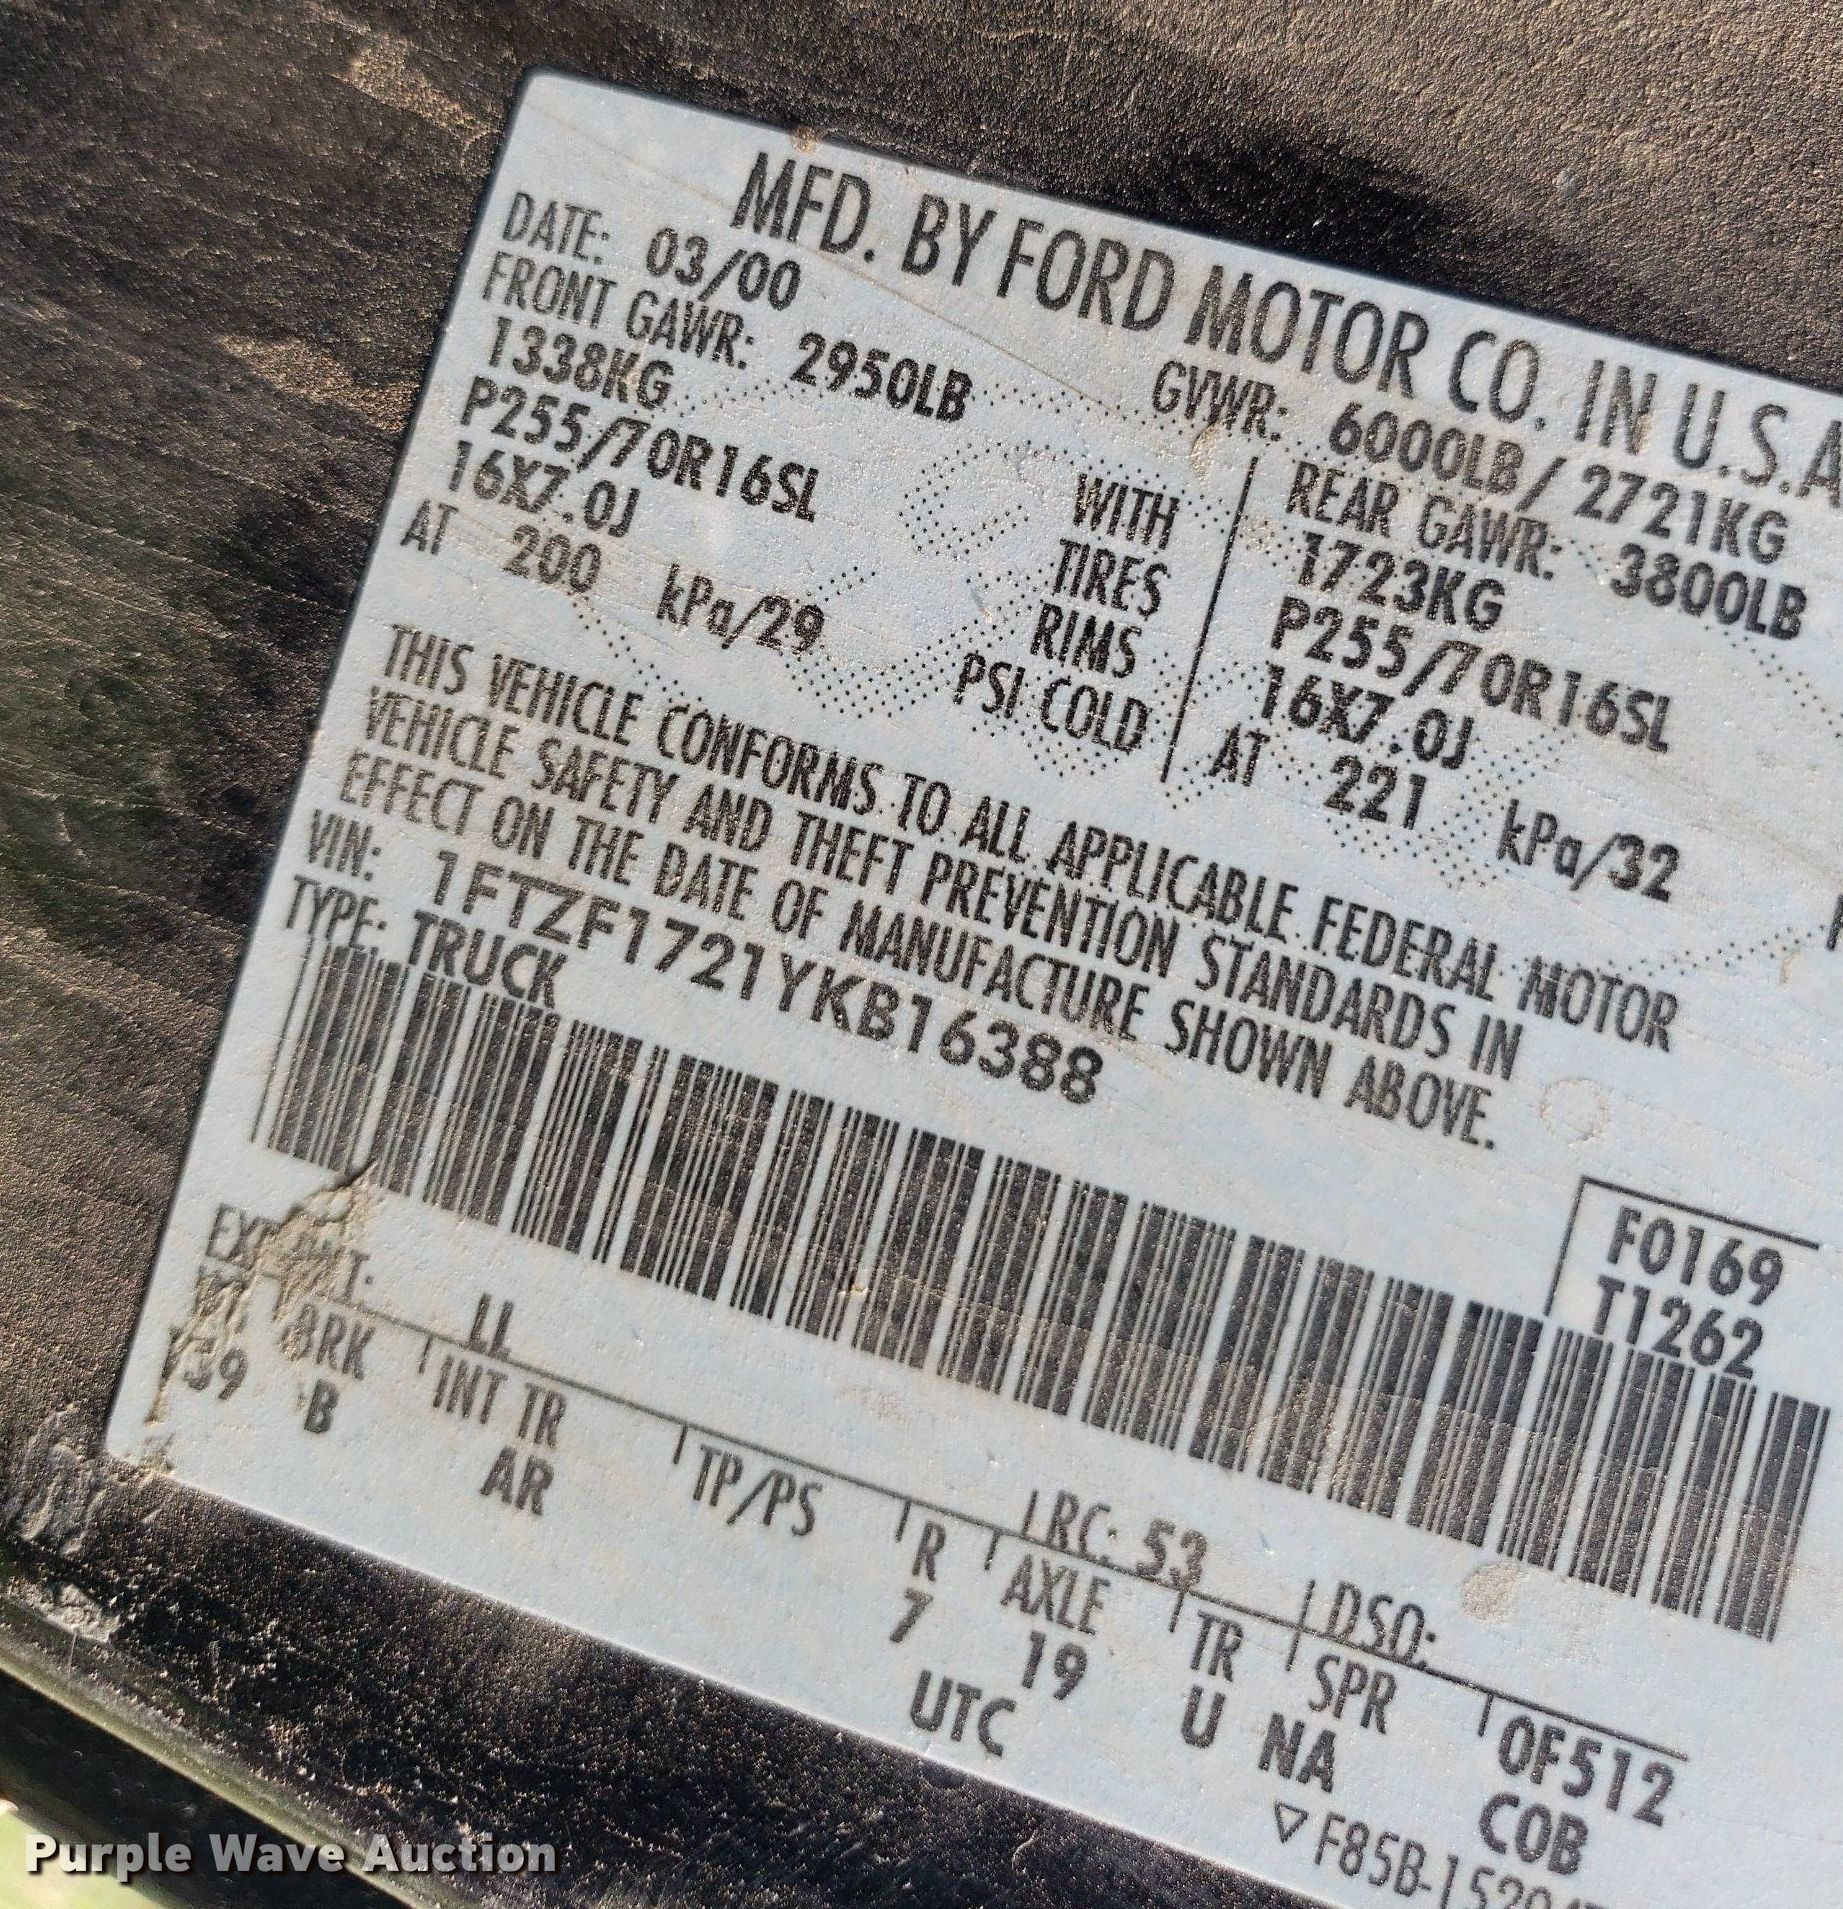 MFD. BY FORD MOTOR CO. IN U.S.A
DATE: 03/00
GVWR: 6000LB/ 2721KG
FRONT GAWR: 2950LB
REAR GAWR: 3800LB
1338KG
WITH
1723KG
P255/70R16SL
TIRES
P255/70R16SL
16X7.0J
RIMS
16X7.0J
AT 200 kPa/29
PSI COLD
AT 221 kPa/32
THIS VEHICLE CONFORMS TO ALL APPLICABLE FEDERAL MOTOR
VEHICLE SAFETY AND THEFT PREVENTION STANDARDS IN
EFFECT ON THE DATE OF MANUFACTURE SHOWN ABOVE.
VIN: 1FTZF1721YKB16388
TYPE: TRUCK
F0169
T1262
LL
RC: 53
DSO:
BRK
INT TR
TP/PS
R
AXLE
TR
SPR
OF512
B
AR
7
19
U
NA
COB
UTC
▽F85B-
Purple Wave Auction